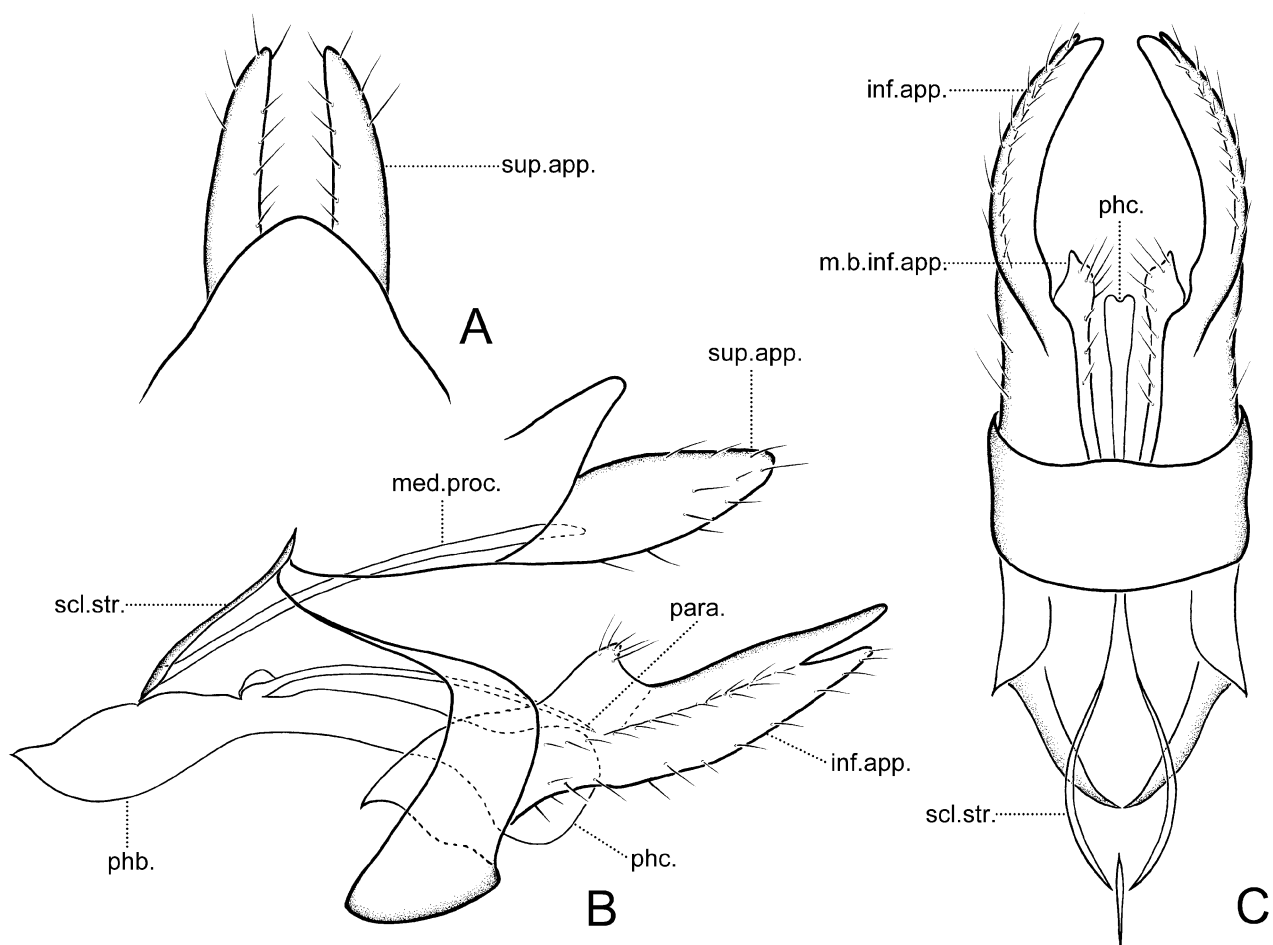 sup.app.
A
sup.app.
med.proc.
scl.str.
para.
inf.app.
phb.
phc.
B
inf.app.
phc.
m.b.inf.app.
scl.str.
C